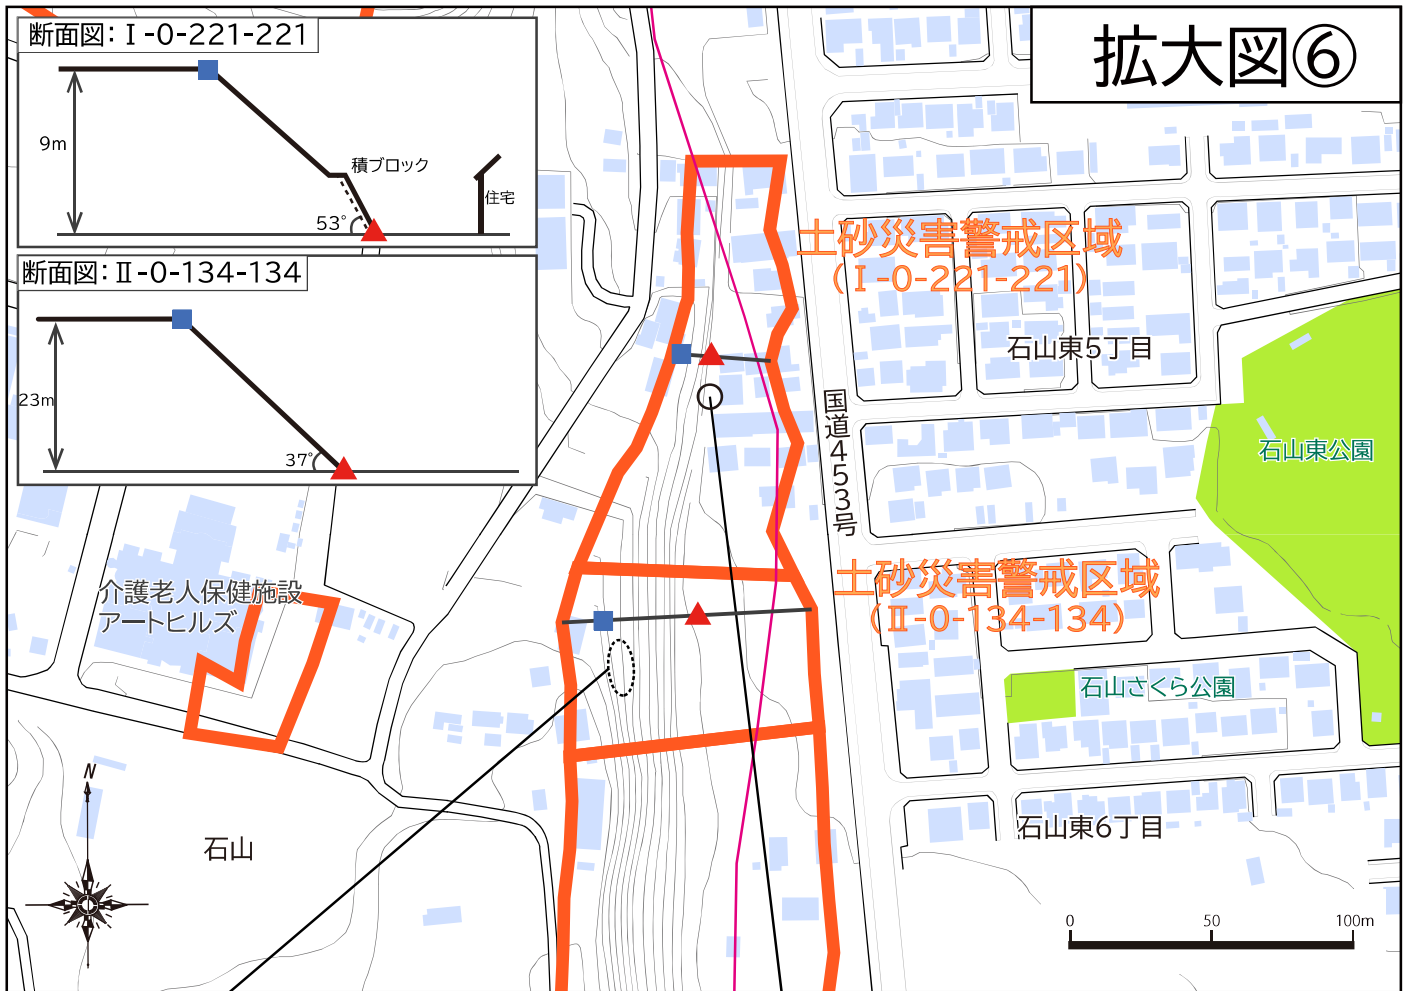 断面図：Ⅰ-0-221-221
9m
積ブロック
53°
住宅
断面図：Ⅱ-0-134-134
23m
37°
拡大図⑥
土砂災害警戒区域
（Ⅰ-0-221-221）
石山東5丁目
国道453号
石山東公園
土砂災害警戒区域
（Ⅱ-0-134-134）
介護老人保健施設
アートヒルズ
石山さくら公園
石山東6丁目
石山
N
0 50 100m